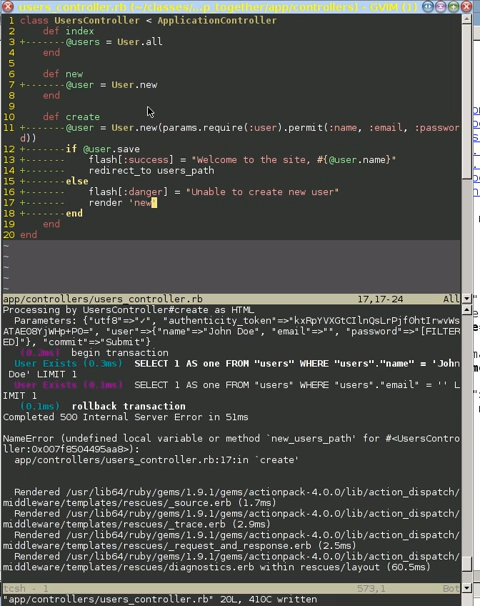 users_controller.rb (~/classes/...p_together/app/controllers) - GVIM (1)
1 class UsersController < ApplicationController
2     def index
3 +-------@users = User.all
4     end
5
6     def new
7 +-------@user = User.new
8     end
9
10     def create
11 +-------@user = User.new(params.require(:user).permit(:name, :email, :passwor
d))
12 +-------if @user.save
13 +-------    flash[:success] = "Welcome to the site, #{@user.name}"
14 +-------    redirect_to users_path
15 +-------else
16 +-------    flash[:danger] = "Unable to create new user"
17 +-------    render 'new'
18 +-------end
19     end
20 end
~
~
~
~
~
app/controllers/users_controller.rb 17,17-24 All
Processing by UsersController#create as HTML
  Parameters: {"utf8"=>"✓", "authenticity_token"=>"kxRpYVXGtCIlnQsLrPjfOhtIrwvWs
ATAEO8YjWHp+PO=", "user"=>{"name"=>"John Doe", "email"=>"", "password"=>"[FILTER
ED]"}, "commit"=>"Submit"}
   (0.2ms)  begin transaction
  User Exists (0.3ms)  SELECT 1 AS one FROM "users" WHERE "users"."name" = 'John
 Doe' LIMIT 1
  User Exists (0.1ms)  SELECT 1 AS one FROM "users" WHERE "users"."email" = '' L
IMIT 1
   (0.1ms)  rollback transaction
Completed 500 Internal Server Error in 51ms
NameError (undefined local variable or method `new_users_path' for #<UsersContro
ller:0x007f8504495aa8>):
  app/controllers/users_controller.rb:17:in `create'
  Rendered /usr/lib64/ruby/gems/1.9.1/gems/actionpack-4.0.0/lib/action_dispatch/
middleware/templates/rescues/_source.erb (1.7ms)
  Rendered /usr/lib64/ruby/gems/1.9.1/gems/actionpack-4.0.0/lib/action_dispatch/
middleware/templates/rescues/_trace.erb (2.9ms)
  Rendered /usr/lib64/ruby/gems/1.9.1/gems/actionpack-4.0.0/lib/action_dispatch/
middleware/templates/rescues/_request_and_response.erb (2.5ms)
  Rendered /usr/lib64/ruby/gems/1.9.1/gems/actionpack-4.0.0/lib/action_dispatch/
middleware/templates/rescues/diagnostics.erb within rescues/layout (60.5ms)
tcsh - 1 573,1 Bot
"app/controllers/users_controller.rb" 20L, 410C written